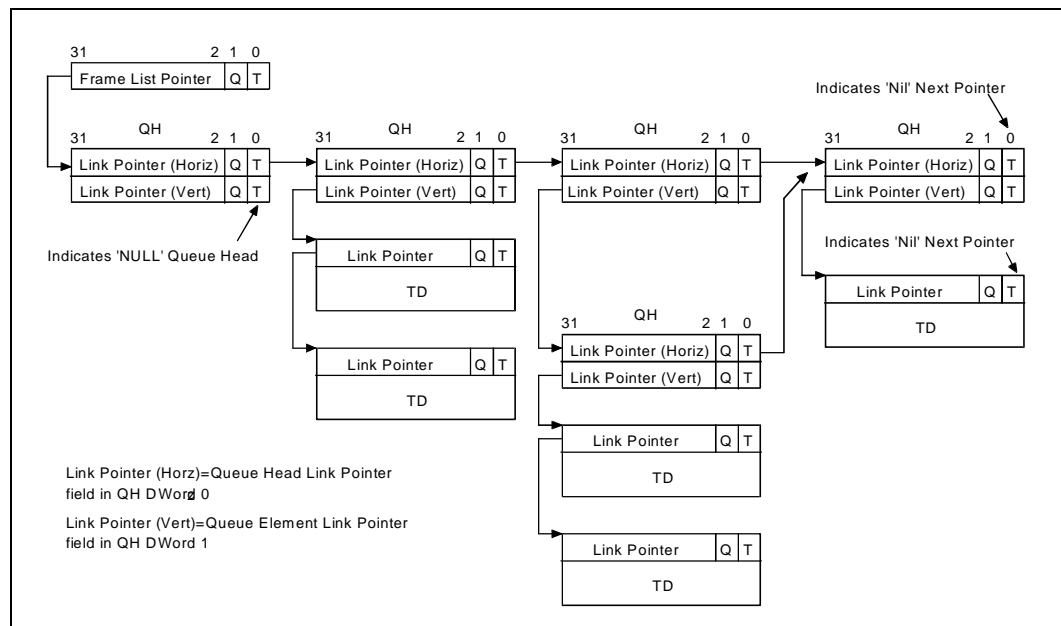 31 2 1 0
Frame List Pointer Q T
Indicates 'Nil' Next Pointer
QH QH QH QH
31 2 1 0 31 2 1 0 31 2 1 0 31 2 1 0
Link Pointer (Horiz) Q T Link Pointer (Horiz) Q T Link Pointer (Horiz) Q T Link Pointer (Horiz) Q T
Link Pointer (Vert) Q T Link Pointer (Vert) Q T Link Pointer (Vert) Q T Link Pointer (Vert) Q T
Indicates 'NULL' Queue Head
Link Pointer Q T
TD
Indicates 'Nil' Next Pointer
Link Pointer Q T
TD
QH
31 2 1 0
Link Pointer (Horiz) Q T
Link Pointer (Vert) Q T
Link Pointer Q T
TD
Link Pointer Q T
TD
Link Pointer Q T
TD
Link Pointer (Horz)=Queue Head Link Pointer
field in QH DWord 0
Link Pointer (Vert)=Queue Element Link Pointer
field in QH DWord 1